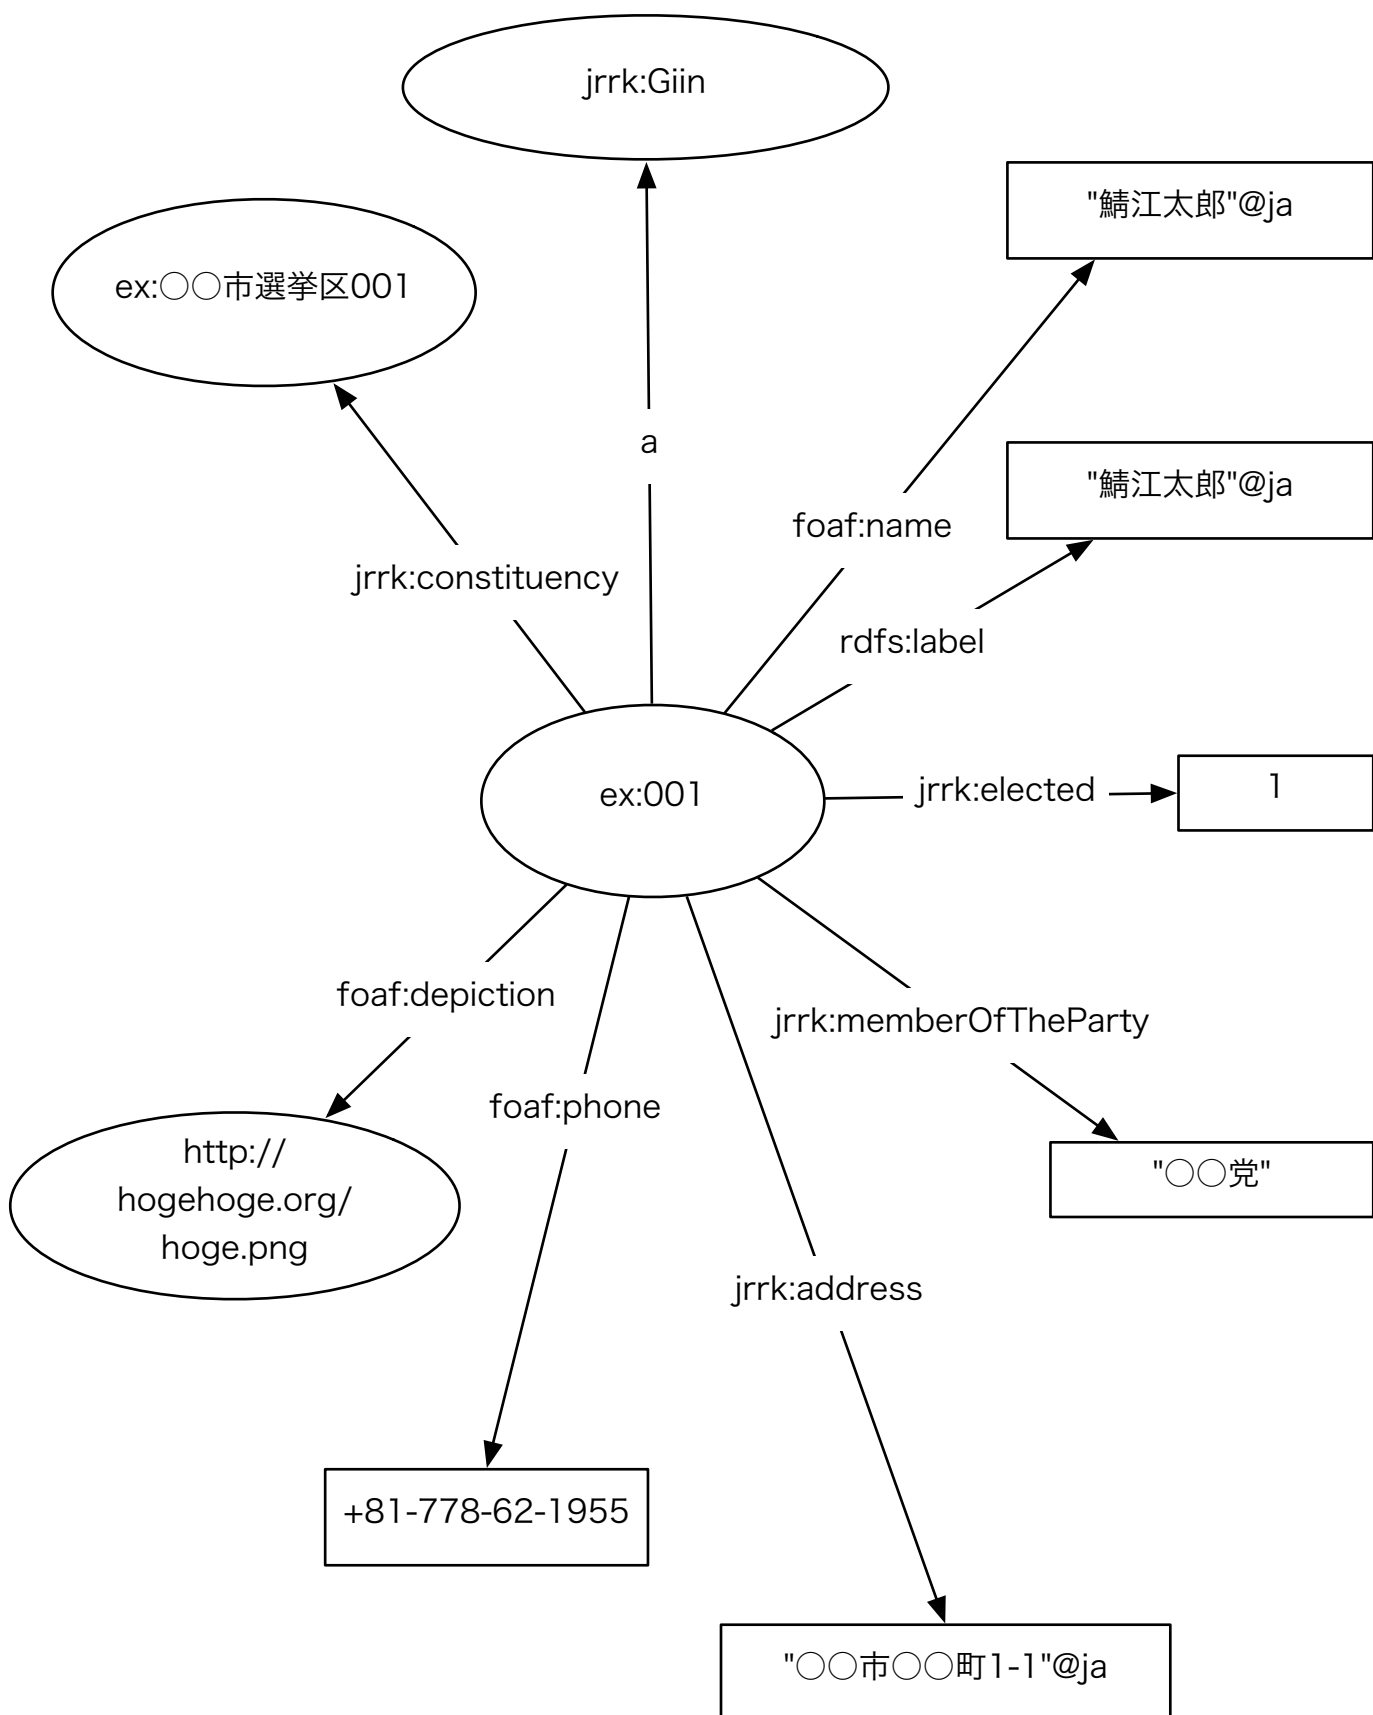 jrrk:Giin
"鯖江太郎"@ja
ex:○○市選挙区001
a
"鯖江太郎"@ja
foaf:name
jrrk:constituency
rdfs:label
ex:001
jrrk:elected
1
foaf:depiction
jrrk:memberOfTheParty
foaf:phone
http://
hogehoge.org/
hoge.png
"○○党"
jrrk:address
+81-778-62-1955
"○○市○○町1-1"@ja